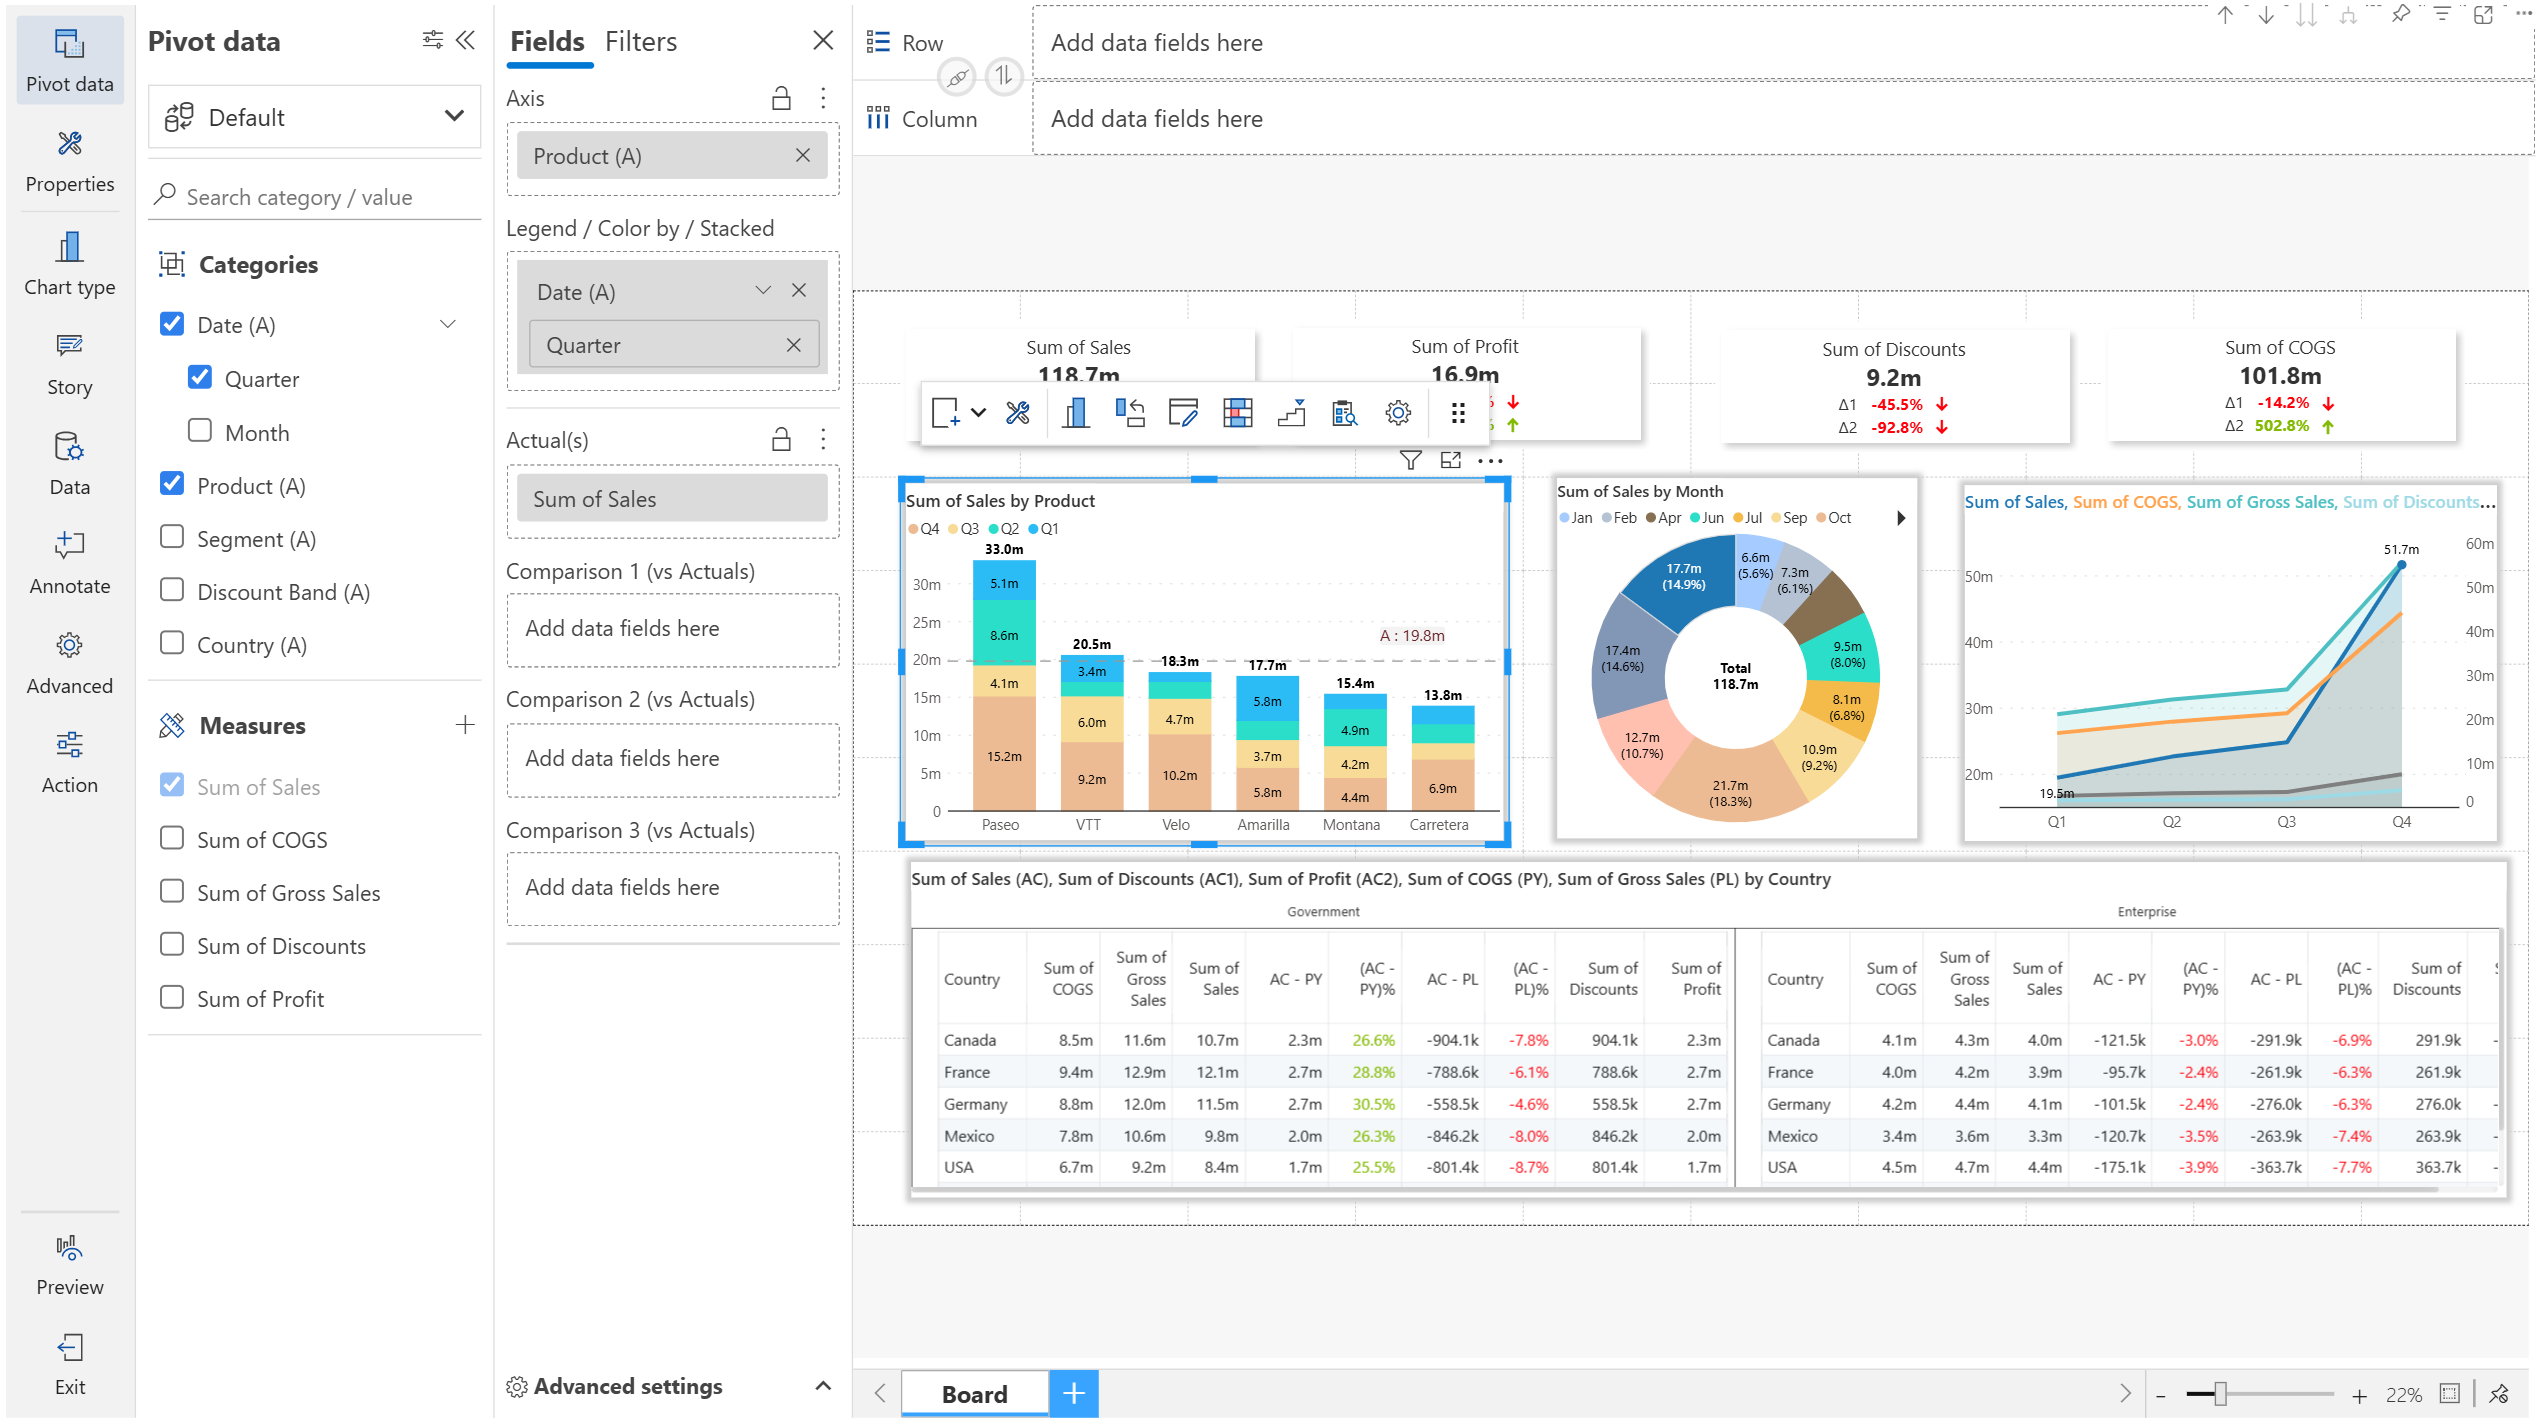 Pivot data
Properties
Chart type
Story
Data
Annotate
Advanced
Action
Preview
Exit
Pivot data
Default
Search category / value
Categories
Date (A)
Quarter
Month
Product (A)
Segment (A)
Discount Band (A)
Country (A)
Measures
Sum of Sales
Sum of COGS
Sum of Gross Sales
Sum of Discounts
Sum of Profit
Fields Filters
Axis
Product (A)
Legend / Color by / Stacked
Date (A)
Quarter
Actual(s)
Sum of Sales
Comparison 1 (vs Actuals)
Add data fields here
Comparison 2 (vs Actuals)
Add data fields here
Comparison 3 (vs Actuals)
Add data fields here
Advanced settings
Row Add data fields here
Column Add data fields here
Sum of Sales
118.7m
Sum of Profit
16.9m
Sum of Discounts
9.2m
Δ1 -45.5%
Δ2 -92.8%
Sum of COGS
101.8m
Δ1 -14.2%
Δ2 502.8%
Sum of Sales by Product
Q4 Q3 Q2 Q1
33.0m
30m 5.1m
25m
8.6m A : 19.8m
20.5m
20m 3.4m 18.3m 17.7m
4.1m 15.4m
15m 5.8m 13.8m
6.0m 4.7m
10m 4.9m
15.2m 3.7m 4.2m
5m 9.2m 10.2m 5.8m 4.4m 6.9m
0
Paseo VTT Velo Amarilla Montana Carretera
Sum of Sales by Month
Jan Feb Apr Jun Jul Sep Oct
6.6m
(5.6%)
7.3m
(6.1%)
9.5m
(8.0%)
8.1m
(6.8%)
10.9m
(9.2%)
21.7m
(18.3%)
12.7m
(10.7%)
17.4m
(14.6%)
17.7m
(14.9%)
Total
118.7m
Sum of Sales, Sum of COGS, Sum of Gross Sales, Sum of Discounts...
51.7m 60m
50m 50m
40m 40m
30m
30m 20m
20m 10m
19.5m 0
Q1 Q2 Q3 Q4
Sum of Sales (AC), Sum of Discounts (AC1), Sum of Profit (AC2), Sum of COGS (PY), Sum of Gross Sales (PL) by Country
Government Enterprise
Country Sum of COGS Sum of Gross Sales Sum of Sales AC - PY (AC - PY)% AC - PL (AC - PL)% Sum of Discounts Sum of Profit Country Sum of COGS Sum of Gross Sales Sum of Sales AC - PY (AC - PY)% AC - PL (AC - PL)% Sum of Discounts
Canada 8.5m 11.6m 10.7m 2.3m 26.6% -904.1k -7.8% 904.1k 2.3m Canada 4.1m 4.3m 4.0m -121.5k -3.0% -291.9k -6.9% 291.9k
France 9.4m 12.9m 12.1m 2.7m 28.8% -788.6k -6.1% 788.6k 2.7m France 4.0m 4.2m 3.9m -95.7k -2.4% -261.9k -6.3% 261.9k
Germany 8.8m 12.0m 11.5m 2.7m 30.5% -558.5k -4.6% 558.5k 2.7m Germany 4.2m 4.4m 4.1m -101.5k -2.4% -276.0k -6.3% 276.0k
Mexico 7.8m 10.6m 9.8m 2.0m 26.3% -846.2k -8.0% 846.2k 2.0m Mexico 3.4m 3.6m 3.3m -120.7k -3.5% -263.9k -7.4% 263.9k
USA 6.7m 9.2m 8.4m 1.7m 25.5% -801.4k -8.7% 801.4k 1.7m USA 4.5m 4.7m 4.4m -175.1k -3.9% -363.7k -7.7% 363.7k
Board
22%